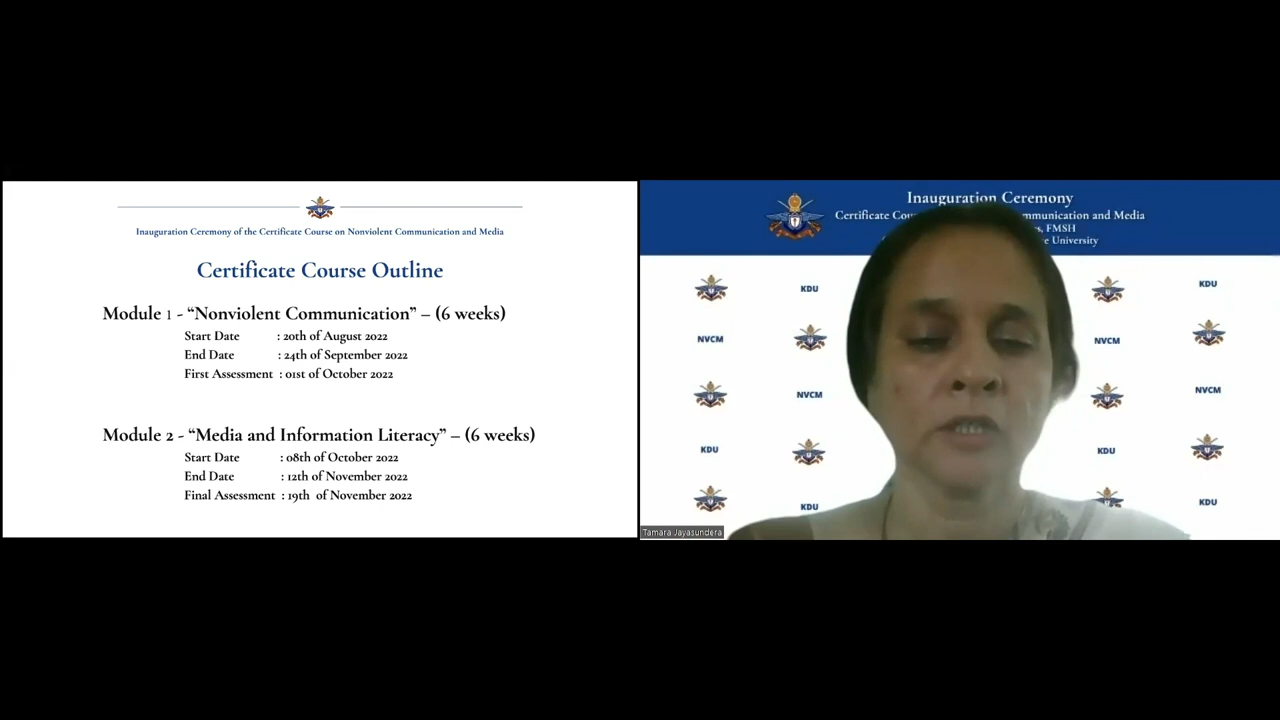 Inauguration Ceremony of the Certificate Course on Nonviolent Communication and Media
Certificate Course Outline
Module 1 - “Nonviolent Communication” – (6 weeks)
Start Date : 20th of August 2022
End Date : 24th of September 2022
First Assessment : 01st of October 2022
Module 2 - “Media and Information Literacy” – (6 weeks)
Start Date : 08th of October 2022
End Date : 12th of November 2022
Final Assessment : 19th of November 2022
Inauguration Ceremony
Certificate Communication and Media
FMSH
University
KDU
KDU
NVCM
NVCM
NVCM
NVCM
KDU
KDU
KDU
KDU
Tamara Jayasundera